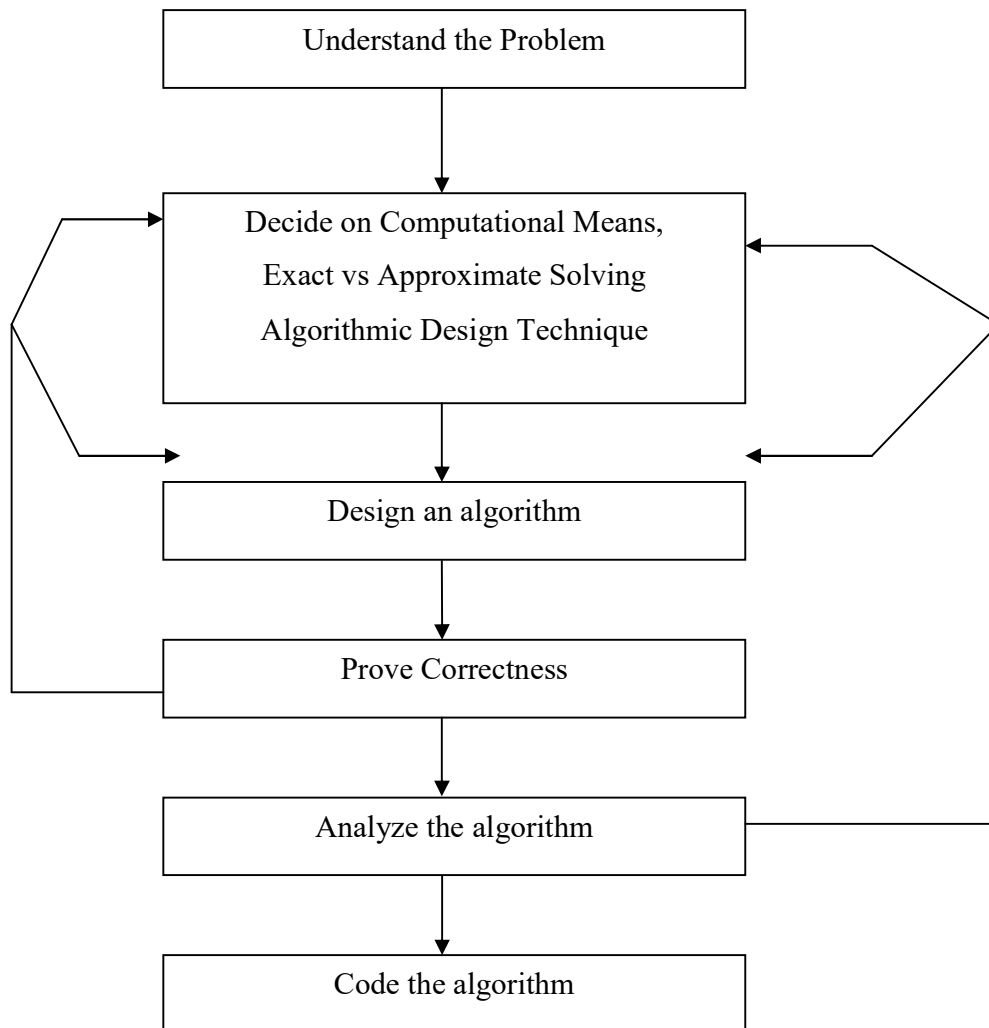 Understand the Problem
Decide on Computational Means,
Exact vs Approximate Solving
Algorithmic Design Technique
Design an algorithm
Prove Correctness
Analyze the algorithm
Code the algorithm